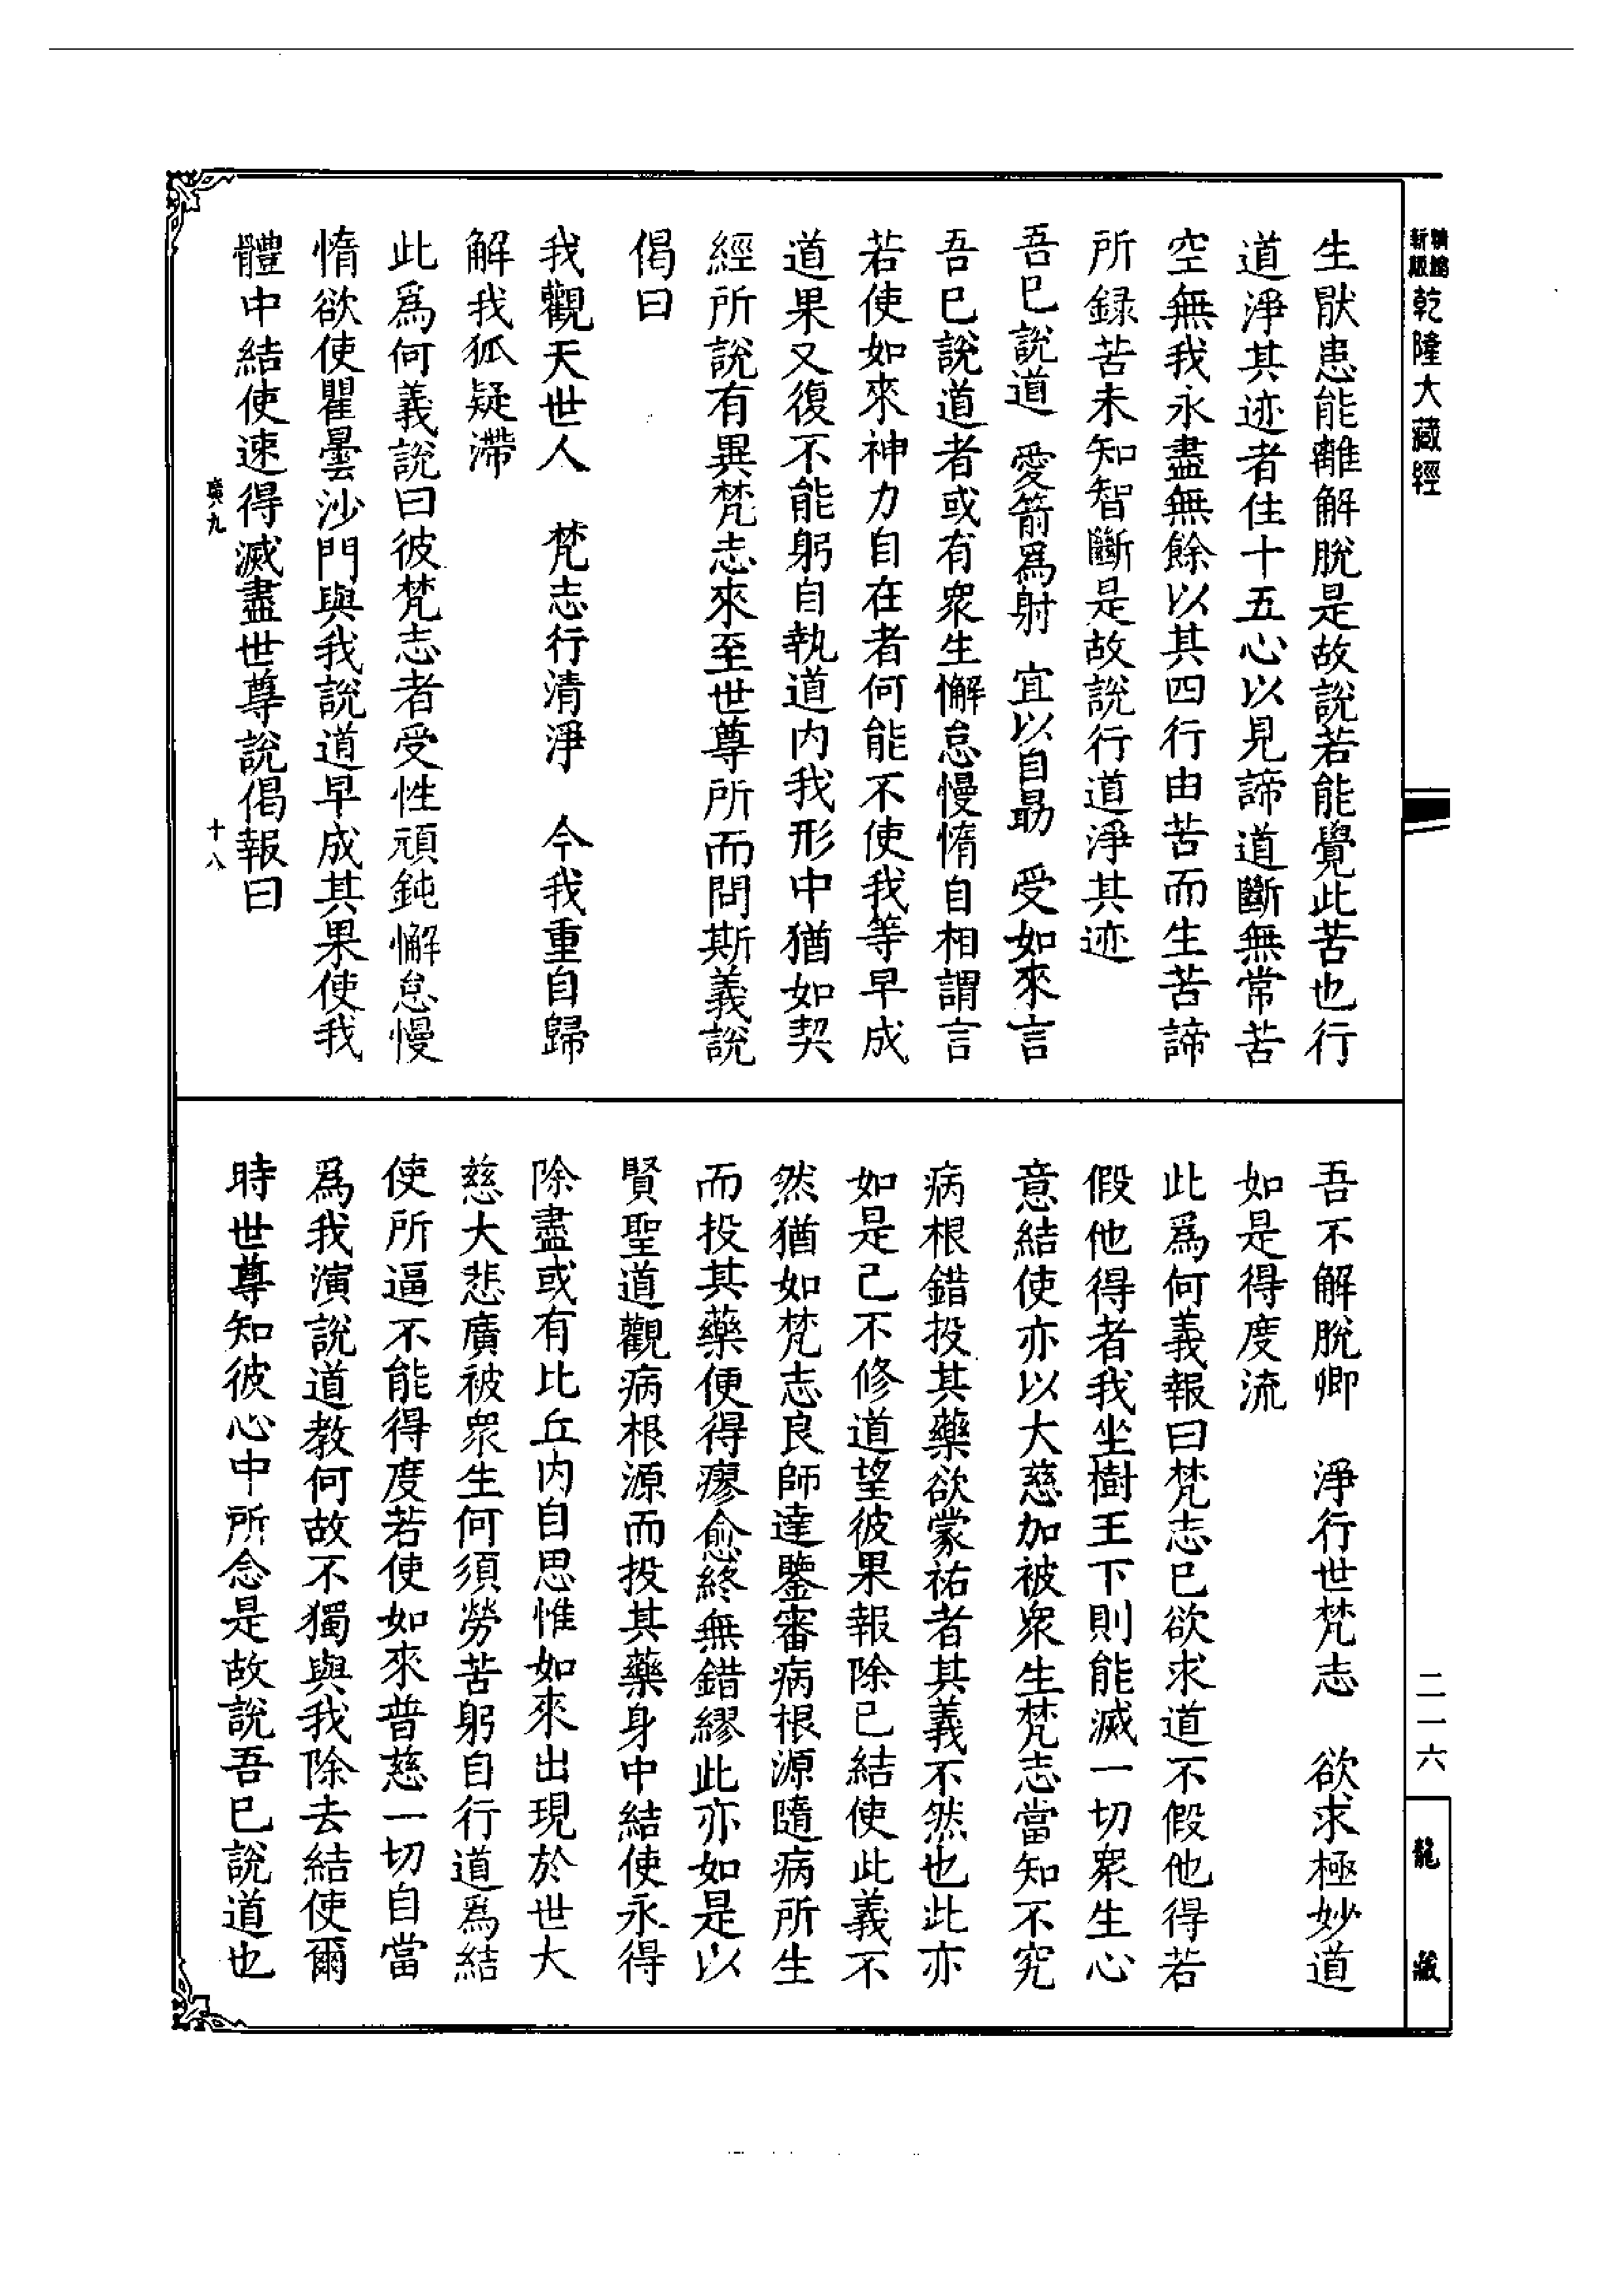 精縮
新版
乾隆大藏經
生厭患能離解脫是故說若能覺此苦也行
道淨其迹者住十五心以見諦道斷無常苦
空無我永盡無餘以其四行由苦而生苦諦
所録苦未知智斷是故說行道淨其迹
吾已說道 愛箭爲射 宜以自勗 受如來言
吾已說道者或有衆生懈怠慢惰自相謂言
若使如來神力自在者何能不使我等早成
道果又復不能躬自執道内我形中猶如契
經所說有異梵志來至世尊所而問斯義說
偈曰
我觀天世人 梵志行清淨 今我重自歸
解我狐疑滯
此爲何義說曰彼梵志者受性頑鈍懈怠慢
惰欲使瞿曇沙門與我說道早成其果使我
體中結使速得滅盡世尊說偈報曰
廣九 十八
吾不解脫卿 淨行世梵志 欲求極妙道
如是得度流
此爲何義報曰梵志已欲求道不假他得若
假他得者我坐樹王下則能滅一切衆生心
意結使亦以大慈加被衆生梵志當知不究
病根錯投其藥欲蒙祐者其義不然也此亦
如是己不修道望彼果報除已結使此義不
然猶如梵志良師達鑒審病根源隨病所生
而投其藥便得瘳愈終無錯繆此亦如是以
賢聖道觀病根源而投其藥身中結使永得
除盡或有比丘内自思惟如來出現於世大
慈大悲廣被衆生何須勞苦躬自行道爲結
使所逼不能得度若使如來普慈一切自當
爲我演說道教何故不獨與我除去結使爾
時世尊知彼心中所念是故說吾已說道也
二一六
龍藏